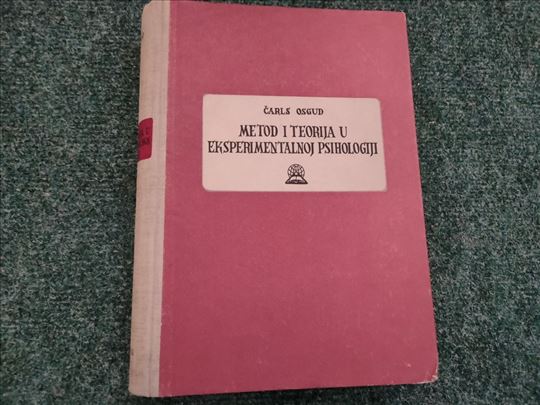 ČARLS OSGUD
METOD I TEORIJA U
EKSPERIMENTALNOJ PSIHOLOGIJI